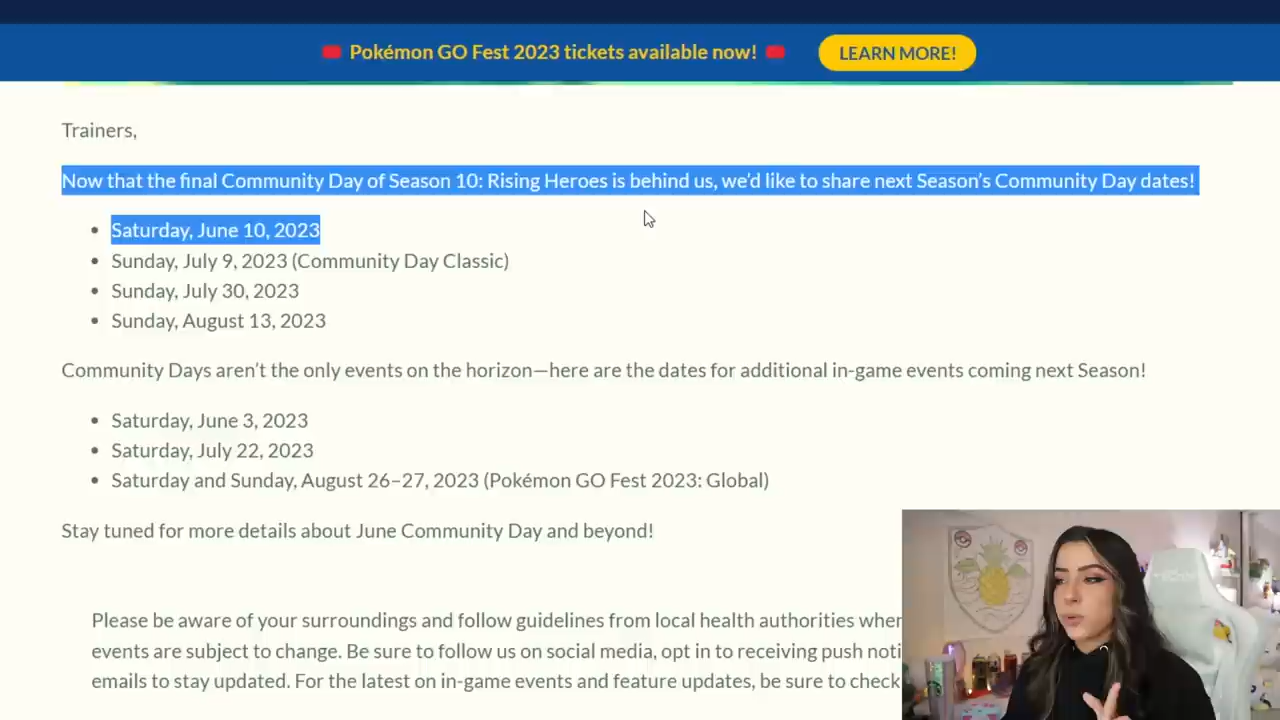 Pokémon GO Fest 2023 tickets available now!
LEARN MORE!
Trainers,
Now that the final Community Day of Season 10: Rising Heroes is behind us, we'd like to share next Season's Community Day dates!
• Saturday, June 10, 2023
• Sunday, July 9, 2023 (Community Day Classic)
• Sunday, July 30, 2023
• Sunday, August 13, 2023
Community Days aren't the only events on the horizon—here are the dates for additional in-game events coming next Season!
• Saturday, June 3, 2023
• Saturday, July 22, 2023
• Saturday and Sunday, August 26–27, 2023 (Pokémon GO Fest 2023: Global)
Stay tuned for more details about June Community Day and beyond!
Please be aware of your surroundings and follow guidelines from local health authorities
events are subject to change. Be sure to follow us on social media, opt in to receiving push
emails to stay updated. For the latest on in-game events and feature updates, be sure to check